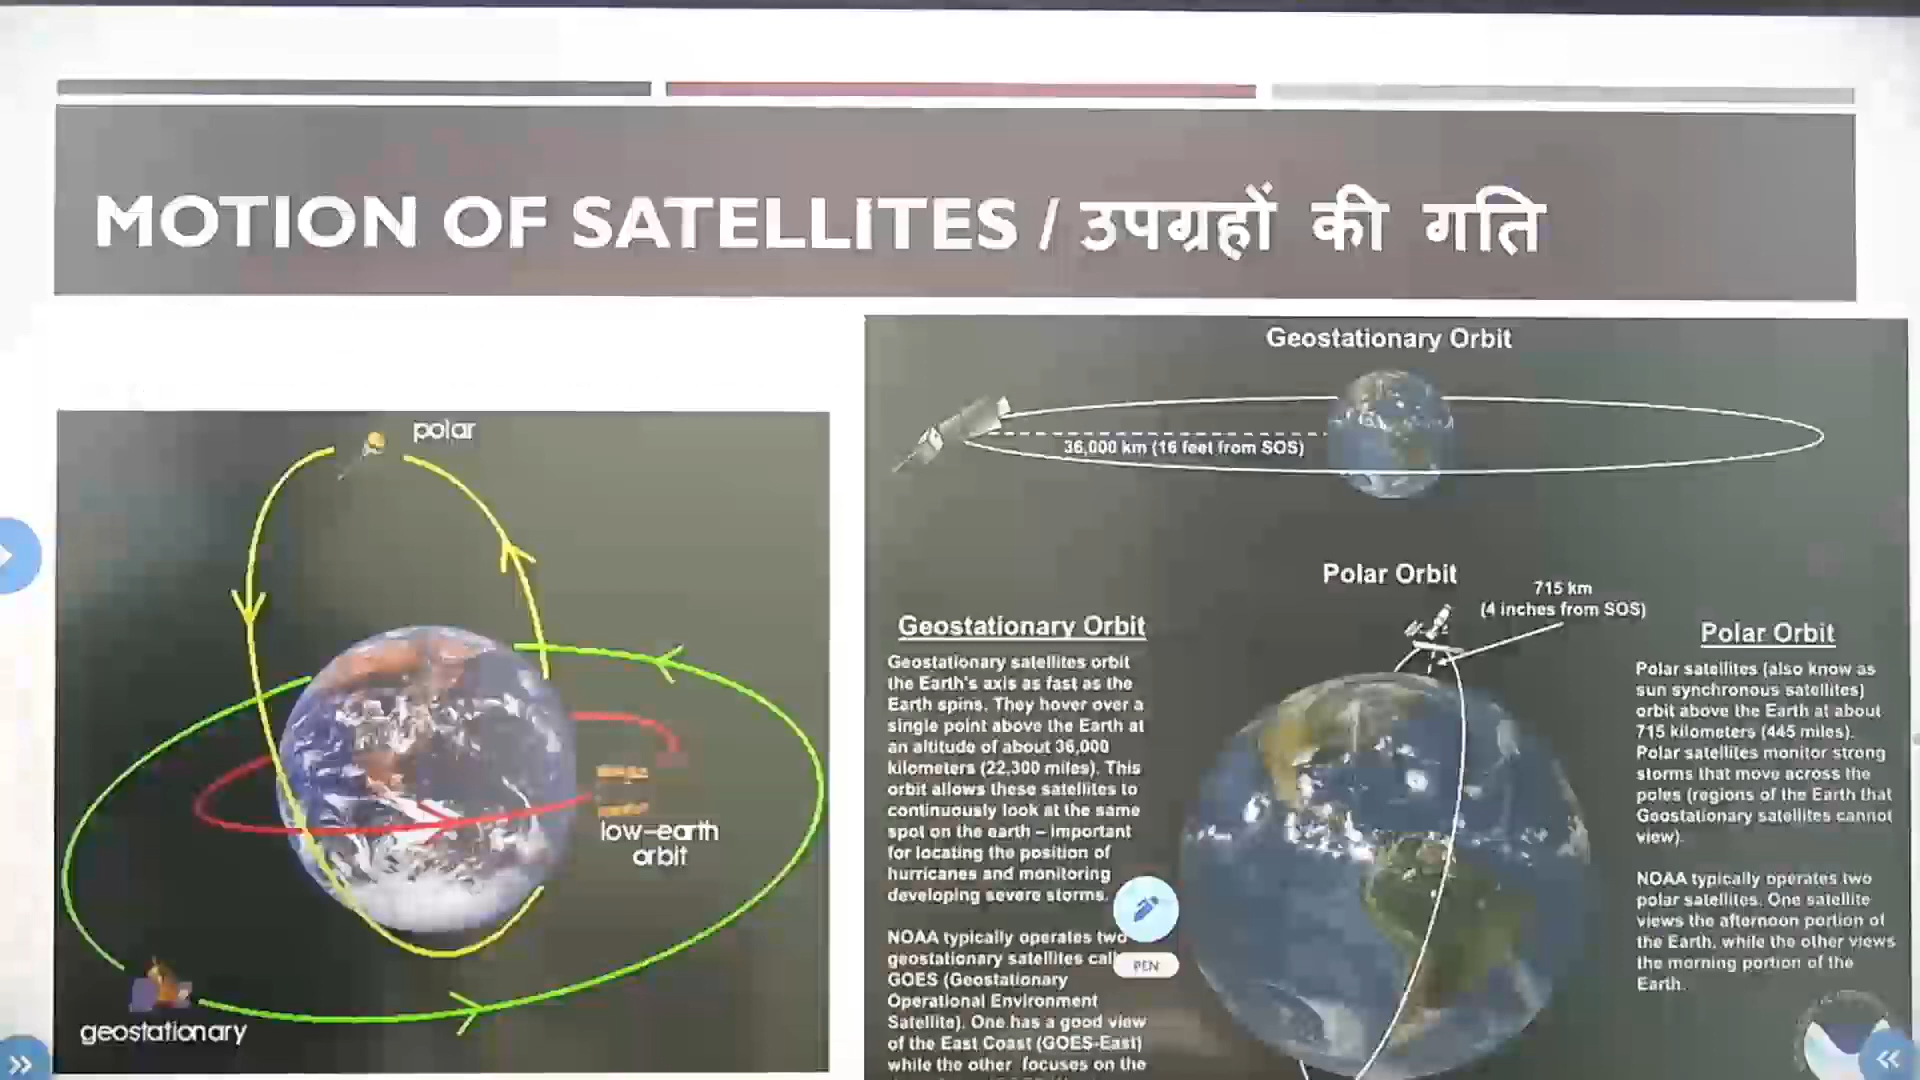 MOTION OF SATELLITES / उपग्रहों की गति
polar
low-earth
orbit
geostationary
Geostationary Orbit
36,000 km (16 feet from SOS)
Polar Orbit
715 km
(4 inches from SOS)
Geostationary Orbit
Geostationary satellites orbit
the Earth's axis as fast as the
Earth spins. They hover over a
single point above the Earth at
an altitude of about 36,000
kilometers (22,300 miles). This
orbit allows these satellites to
continuously look at the same
spot on the earth – important
for locating the position of
hurricanes and monitoring
developing severe storms.
NOAA typically operates two
geostationary satellites call
GOES (Geostationary
Operational Environment
Satellite). One has a good view
of the East Coast (GOES-East)
while the other focuses on the
PEN
Polar Orbit
Polar satellites (also know as
sun synchronous satellites)
orbit above the Earth at about
715 kilometers (445 miles).
Polar satellites monitor strong
storms that move across the
poles (regions of the Earth that
Geostationary satellites cannot
view).
NOAA typically operates two
polar satellites. One satellite
views the afternoon portion of
the Earth, while the other views
the morning portion of the
Earth.